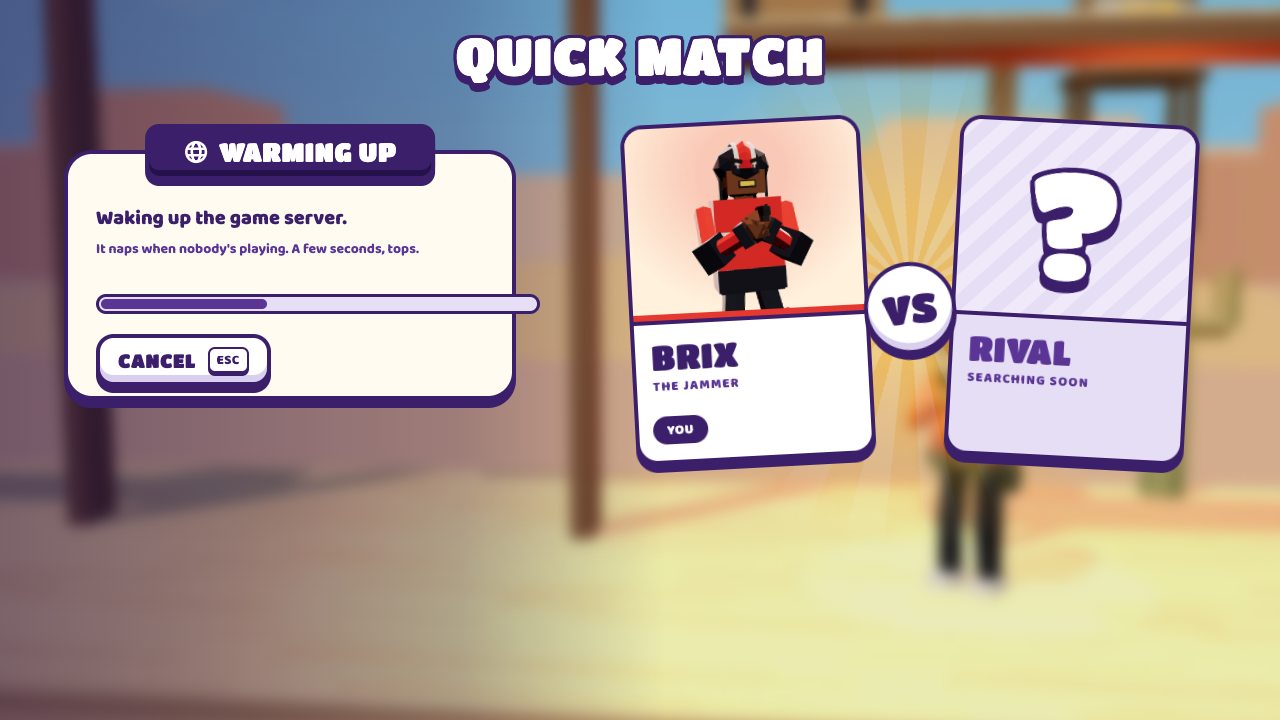 QUICK MATCH
WARMING UP
Waking up the game server.
It naps when nobody's playing. A few seconds, tops.
CANCEL ESC
BRIX
THE JAMMER
YOU
VS
?
RIVAL
SEARCHING SOON